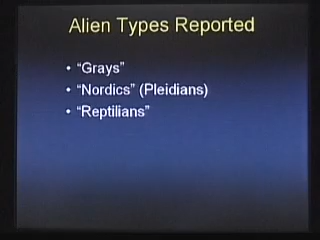 Alien Types Reported
• “Grays”
• “Nordics” (Pleidians)
• “Reptilians”